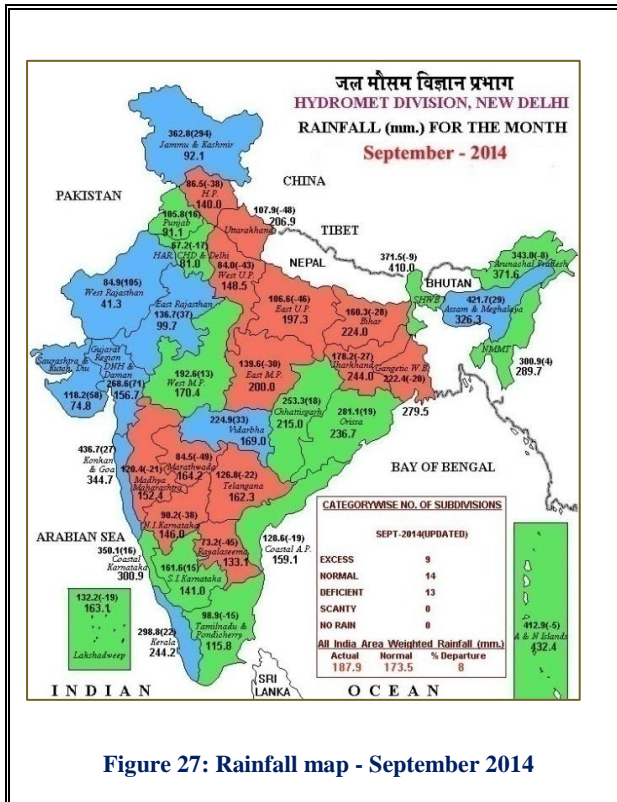 जल मौसम विज्ञान प्रभाग
HYDROMET DIVISION, NEW DELHI
RAINFALL (mm.) FOR THE MONTH
September - 2014
362.8(294)
Jammu & Kashmir
92.1
CHINA
86.5(-38)
H.P.
140.0
PAKISTAN
105.8(16)
Punjab
91.1
107.9(-48)
206.9
Uttarakhand
TIBET
67.2(-17)
HAR, CHD & Delhi
81.0
NEPAL
84.0(-43)
West U.P.
148.5
371.5(-9)
410.0
BHUTAN
343.0(-8)
Arunachal Pradesh
371.6
84.9(105)
West Rajasthan
41.3
East Rajasthan
136.7(37)
99.7
106.6(-46)
East U.P.
197.3
160.3(-28)
Bihar
224.0
SHWB
421.7(29)
Assam & Meghalaya
326.3
NMMT
300.9(4)
289.7
Gujarat
Region
DNH &
Daman
268.6(71)
156.7
Saurashtra &
Kutch, Diu
118.2(58)
74.8
192.6(13)
West M.P.
170.4
139.6(-30)
East M.P.
200.0
178.2(-27)
Jharkhand
244.0
Gangetic W.B.
222.4(-20)
279.5
253.3(18)
Chhattisgarh
215.0
281.1(19)
Orissa
236.7
224.9(33)
Vidarbha
169.0
436.7(27)
Konkan
& Goa
344.7
120.4(-21)
Madhya
Maharashtra
152.4
84.5(-49)
Marathwada
164.2
126.8(-22)
Telangana
162.3
BAY OF BENGAL
90.2(-38)
N.I.Karnataka
146.0
ARABIAN SEA
350.1(16)
Coastal
Karnataka
300.9
73.2(-45)
Rayalaseema
133.1
128.6(-19)
Coastal A.P.
159.1
161.6(15)
S.I.Karnataka
141.0
132.2(-19)
163.1
Lakshadweep
98.9(-15)
Tamilnadu &
Pondicherry
115.8
298.8(22)
Kerala
244.2
CATEGORYWISE NO. OF SUBDIVISIONS
SEPT-2014(UPDATED)
EXCESS 9
NORMAL 14
DEFICIENT 13
SCANTY 0
NO RAIN 0
All India Area Weighted Rainfall (mm.)
Actual Normal % Departure
187.9 173.5 8
412.9(-5)
A & N Islands
432.4
SRI
LANKA
INDIAN OCEAN
Figure 27: Rainfall map - September 2014